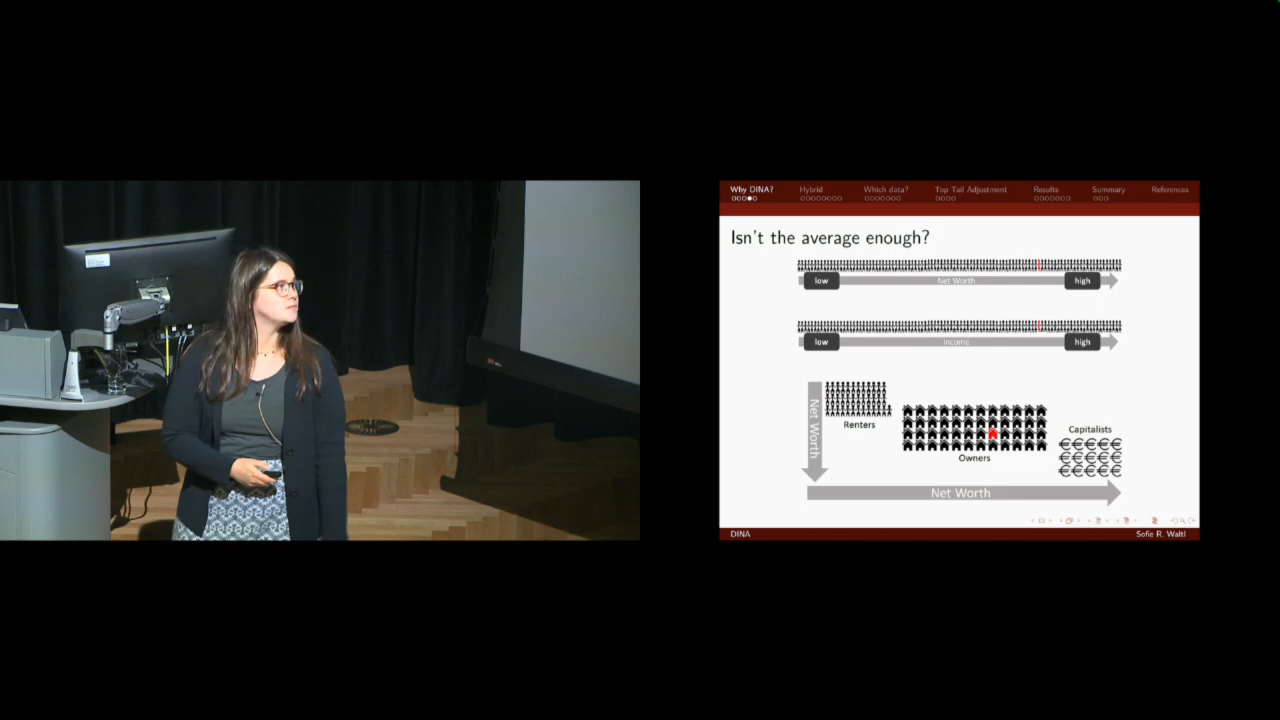 Why DINA?
Hybrid
Which data?
Top Tail Adjustment
Results
Summary
References
Isn't the average enough?
low
Net Worth
high
low
Income
high
Net Worth
Renters
Owners
Capitalists
Net Worth
DINA
Sofie R. Waltl